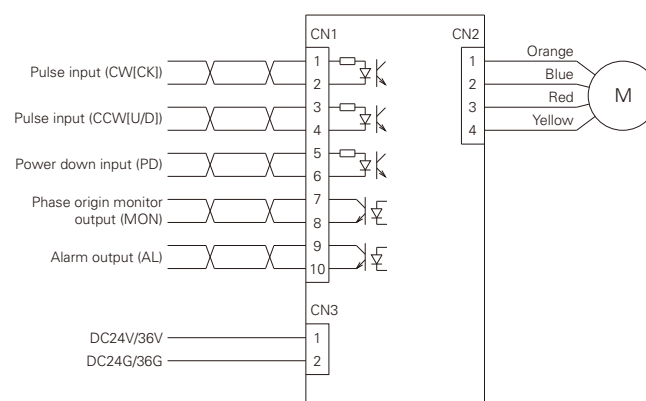 CN1
CN2
Pulse input (CW[CK])
1
2
Pulse input (CCW[U/D])
3
4
Power down input (PD)
5
6
Phase origin monitor
output (MON)
7
8
Alarm output (AL)
9
10
1
2
3
4
Orange
Blue
Red
Yellow
M
CN3
DC24V/36V
1
DC24G/36G
2